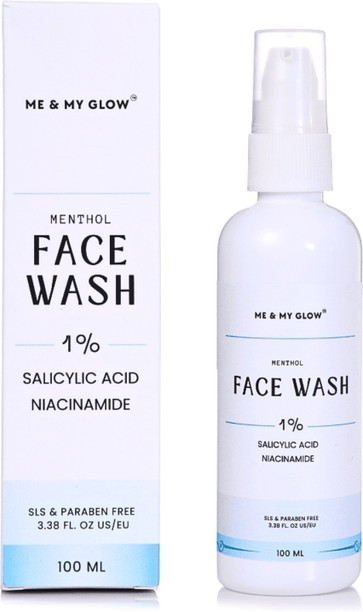 ME & MY GLOW™
MENTHOL
FACE
WASH
1%
SALICYLIC ACID
NIACINAMIDE
SLS & PARABEN FREE
3.38 FL. OZ US/EU
100 ML
ME & MY GLOW™
MENTHOL
FACE WASH
1%
SALICYLIC ACID
NIACINAMIDE
SLS & PARABEN FREE
3.38 FL. OZ US/EU
100 ML